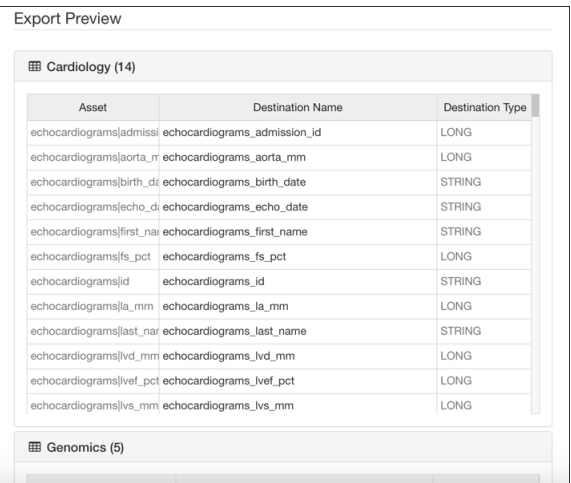 Export Preview
Cardiology (14)
Asset Destination Name Destination Type
echocardiograms|admissi echocardiograms_admission_id LONG
echocardiograms|aorta_m echocardiograms_aorta_mm LONG
echocardiograms|birth_da echocardiograms_birth_date STRING
echocardiograms|echo_da echocardiograms_echo_date STRING
echocardiograms|first_nar echocardiograms_first_name STRING
echocardiograms|fs_pct echocardiograms_fs_pct LONG
echocardiograms|id echocardiograms_id STRING
echocardiograms|la_mm echocardiograms_la_mm LONG
echocardiograms|last_nar echocardiograms_last_name STRING
echocardiograms|lvd_mm echocardiograms_lvd_mm LONG
echocardiograms|lvef_pct echocardiograms_lvef_pct LONG
echocardiograms|lvs_mm echocardiograms_lvs_mm LONG
Genomics (5)